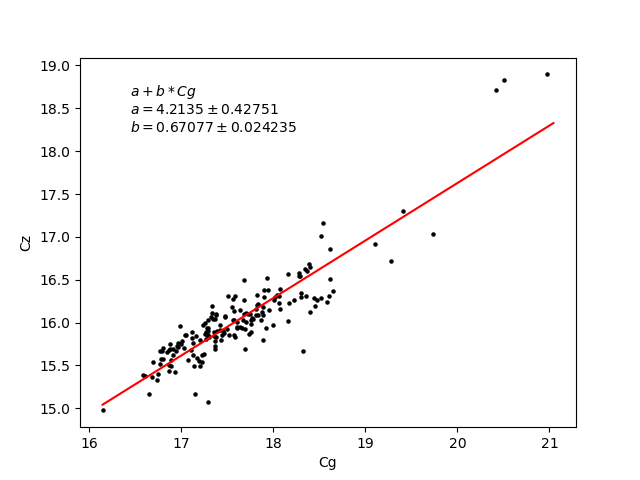 19.0
18.5
18.0
17.5
17.0
16.5
16.0
15.5
15.0
Cz
a + b * Cg
a = 4.2135 ± 0.42751
b = 0.67077 ± 0.024235
16 17 18 19 20 21
Cg